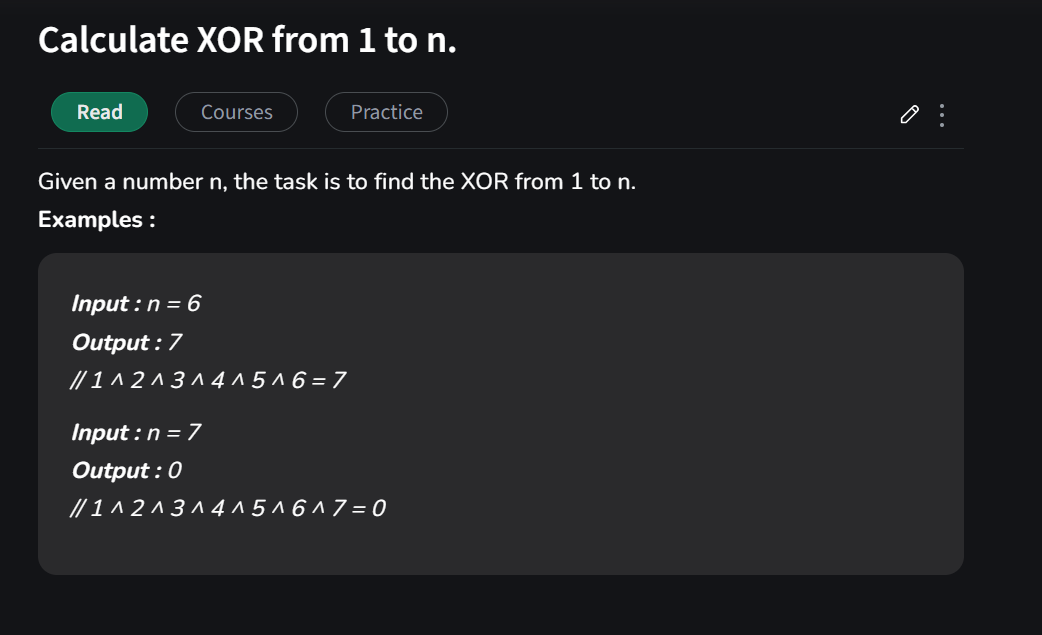 Calculate XOR from 1 to n.
Read
Courses
Practice
Given a number n, the task is to find the XOR from 1 to n.
Examples :
Input : n = 6
Output : 7
// 1 ^ 2 ^ 3 ^ 4 ^ 5 ^ 6 = 7
Input : n = 7
Output : 0
// 1 ^ 2 ^ 3 ^ 4 ^ 5 ^ 6 ^ 7 = 0